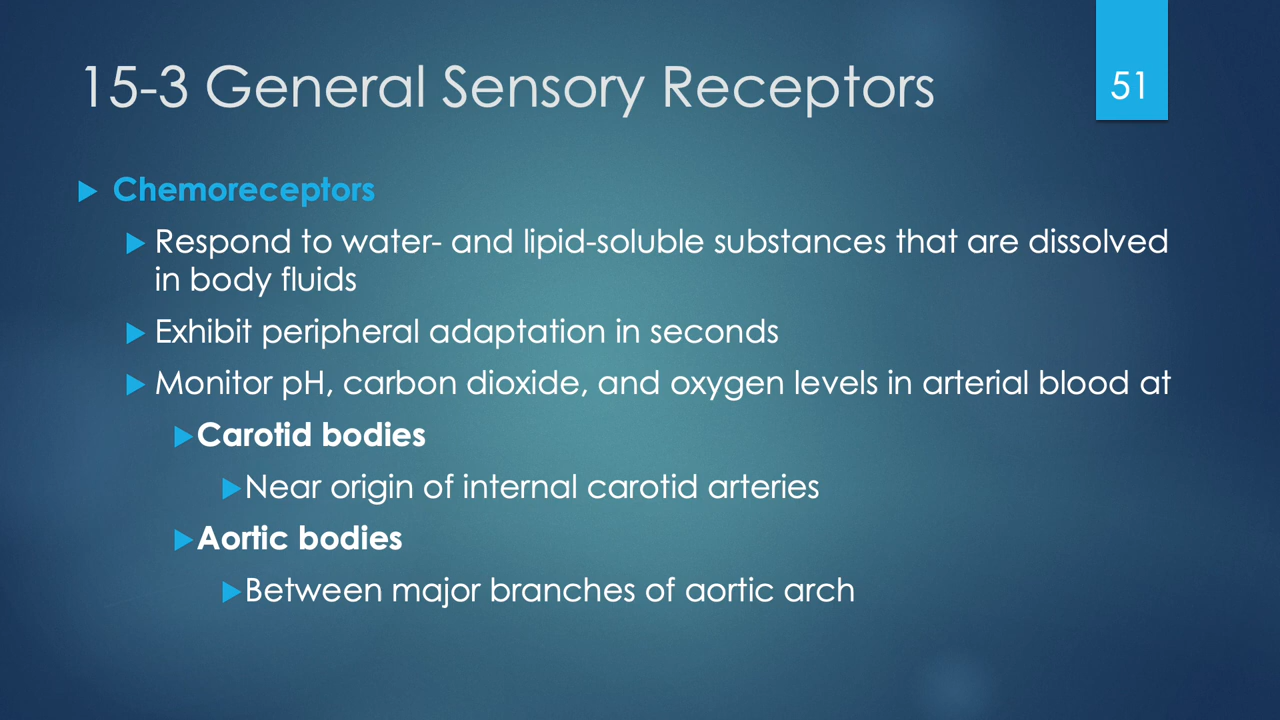 15-3 General Sensory Receptors
51
Chemoreceptors
Respond to water- and lipid-soluble substances that are dissolved
in body fluids
Exhibit peripheral adaptation in seconds
Monitor pH, carbon dioxide, and oxygen levels in arterial blood at
Carotid bodies
Near origin of internal carotid arteries
Aortic bodies
Between major branches of aortic arch